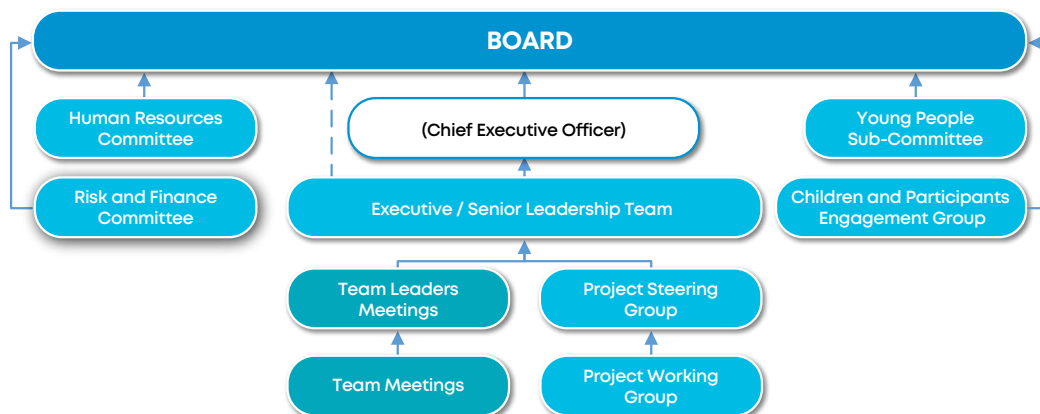 BOARD
Human Resources
Committee
(Chief Executive Officer)
Young People
Sub-Committee
Risk and Finance
Committee
Executive / Senior Leadership Team
Children and Participants
Engagement Group
Team Leaders
Meetings
Project Steering
Group
Team Meetings
Project Working
Group